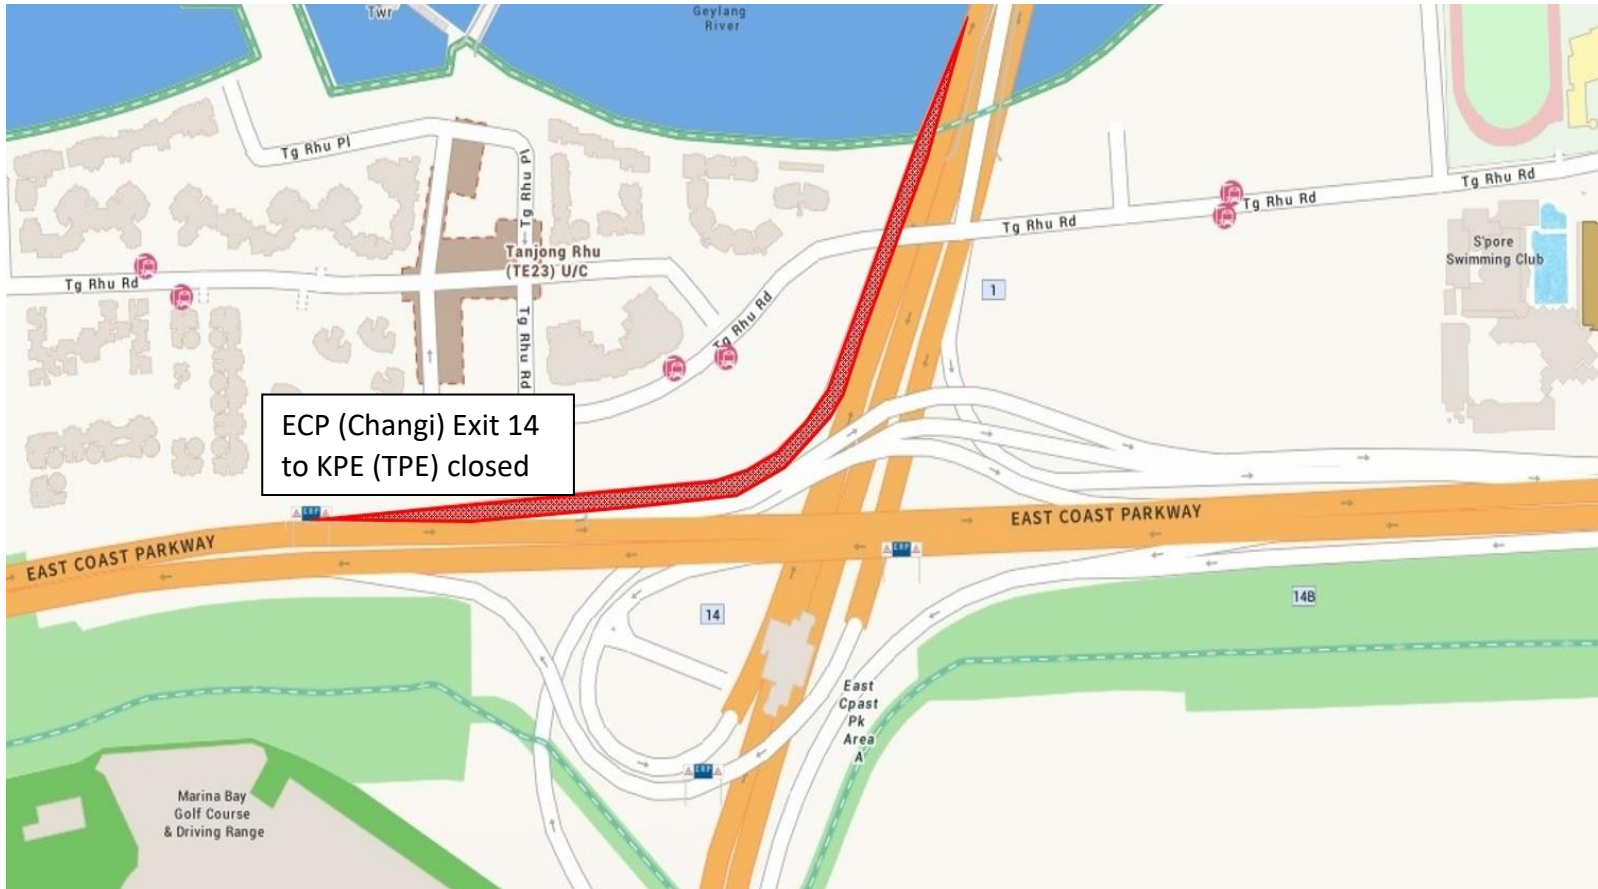 Twr
Geylang
River
Tg Rhu Pl
Tg Rhu Pl
Tg Rhu Rd
Tg Rhu Rd
Tg Rhu Rd
Tanjong Rhu
(TE23) U/C
S'pore
Swimming Club
Tg Rhu Rd
1
Tg Rhu Rd
Tg Rhu Rd
ECP (Changi) Exit 14
to KPE (TPE) closed
ERP
EAST COAST PARKWAY
EAST COAST PARKWAY
ERP
14
14B
East
Cpast
Pk
Area
A
ERP
Marina Bay
Golf Course
& Driving Range